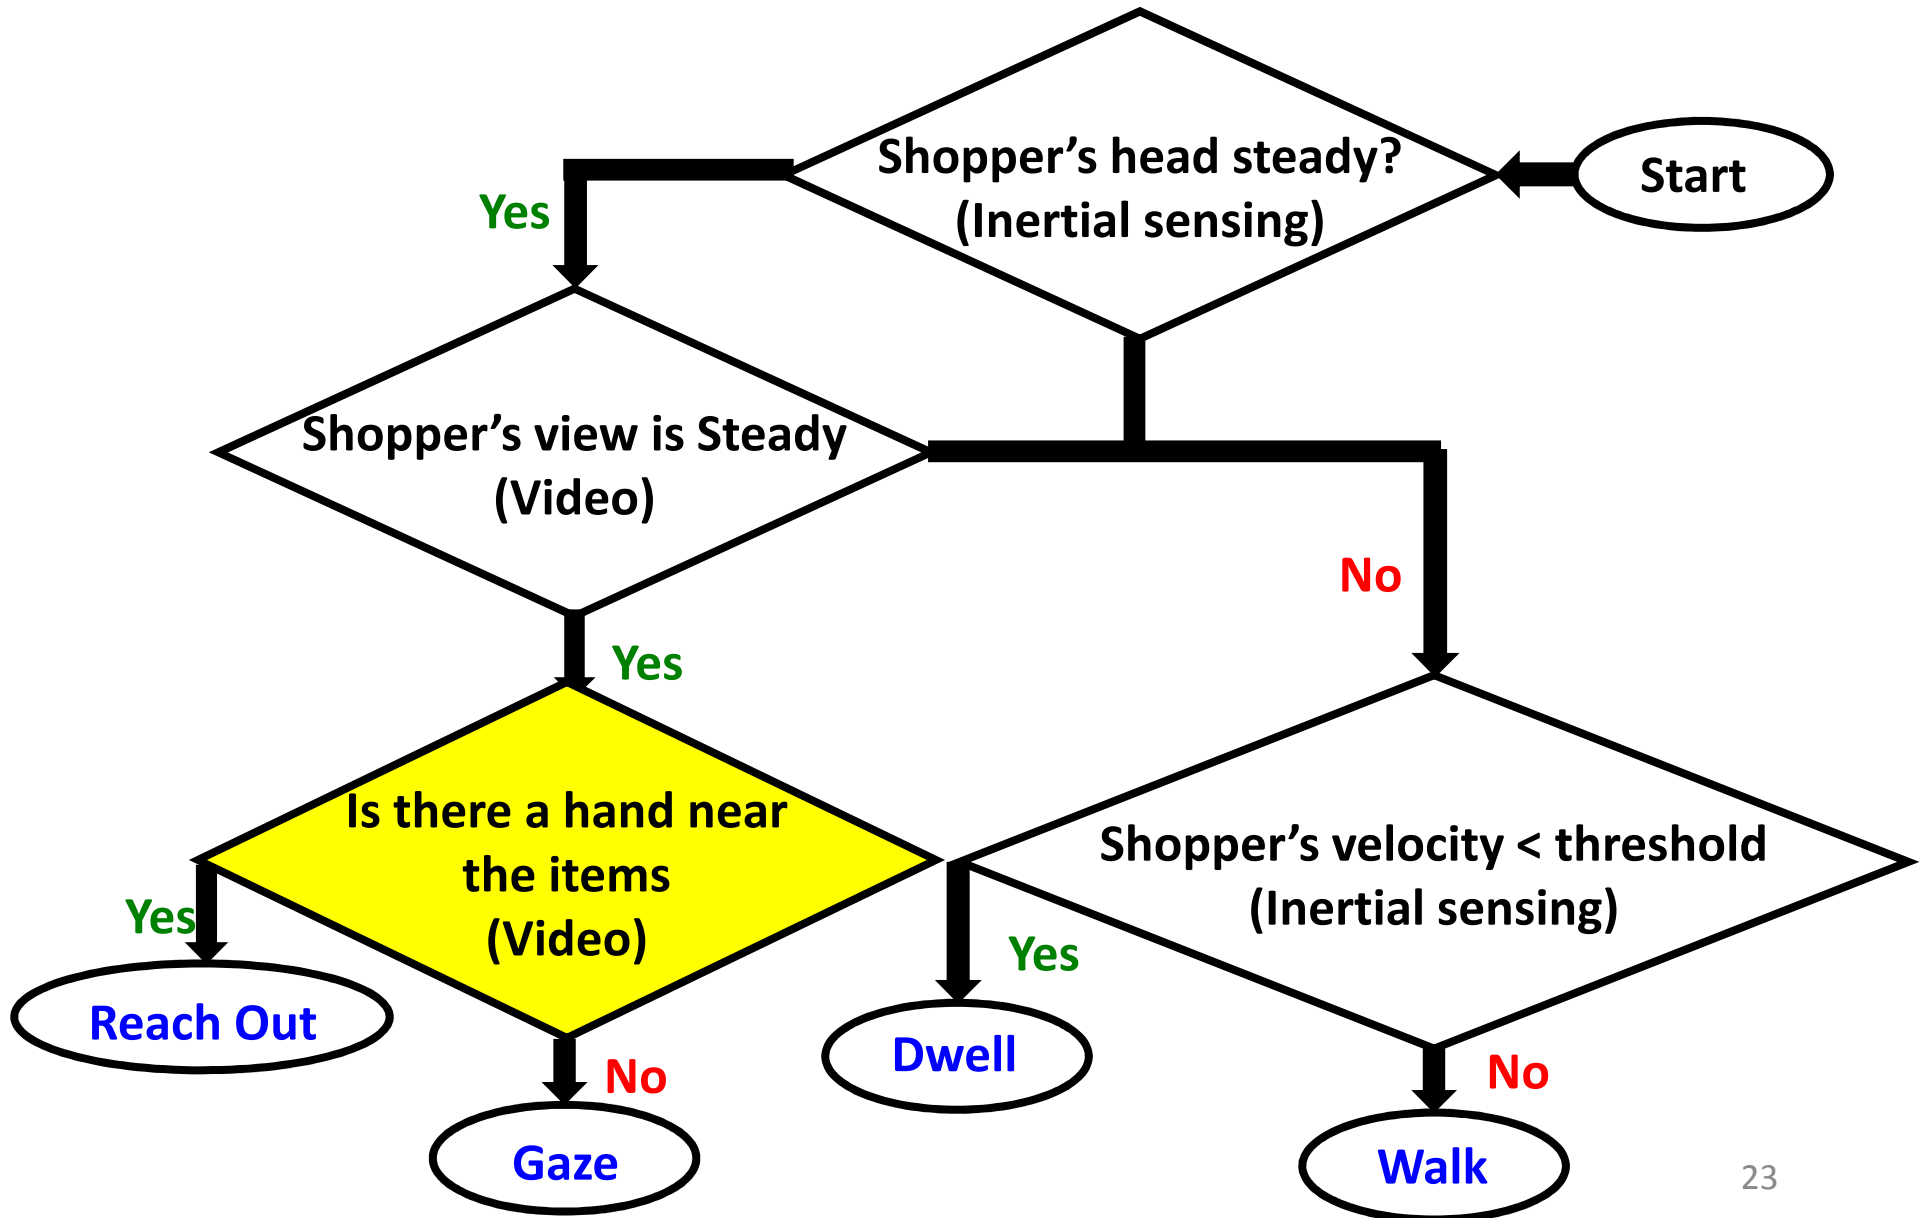 Shopper's head steady?
(Inertial sensing)
Start
Yes
Shopper's view is Steady
(Video)
No
Yes
Is there a hand near
the items
(Video)
Shopper's velocity < threshold
(Inertial sensing)
Yes
Reach Out
No
Gaze
Yes
Dwell
No
Walk
23